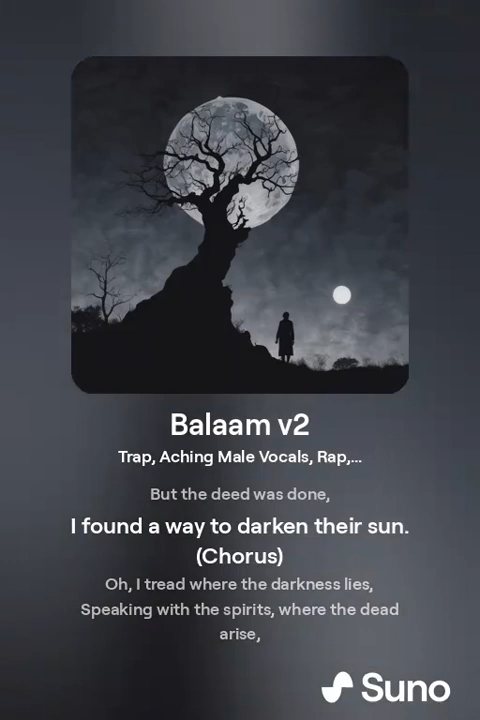 Balaam v2
Trap, Aching Male Vocals, Rap,...
But the deed was done,
I found a way to darken their sun.
(Chorus)
Oh, I tread where the darkness lies,
Speaking with the spirits, where the dead
arise,
Suno